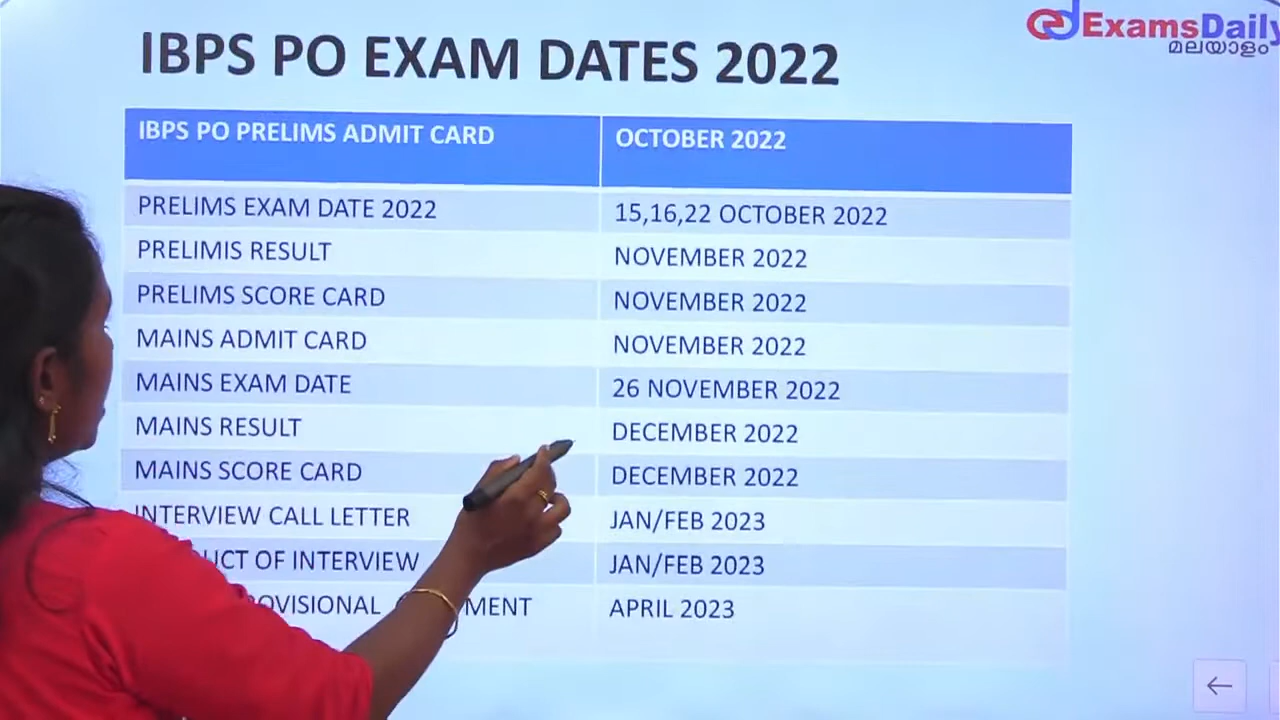 ExamsDaily
മലയാളം
IBPS PO EXAM DATES 2022
IBPS PO PRELIMS ADMIT CARD OCTOBER 2022
PRELIMS EXAM DATE 2022 15,16,22 OCTOBER 2022
PRELIMIS RESULT NOVEMBER 2022
PRELIMS SCORE CARD NOVEMBER 2022
MAINS ADMIT CARD NOVEMBER 2022
MAINS EXAM DATE 26 NOVEMBER 2022
MAINS RESULT DECEMBER 2022
MAINS SCORE CARD DECEMBER 2022
INTERVIEW CALL LETTER JAN/FEB 2023
OF INTERVIEW JAN/FEB 2023
APRIL 2023